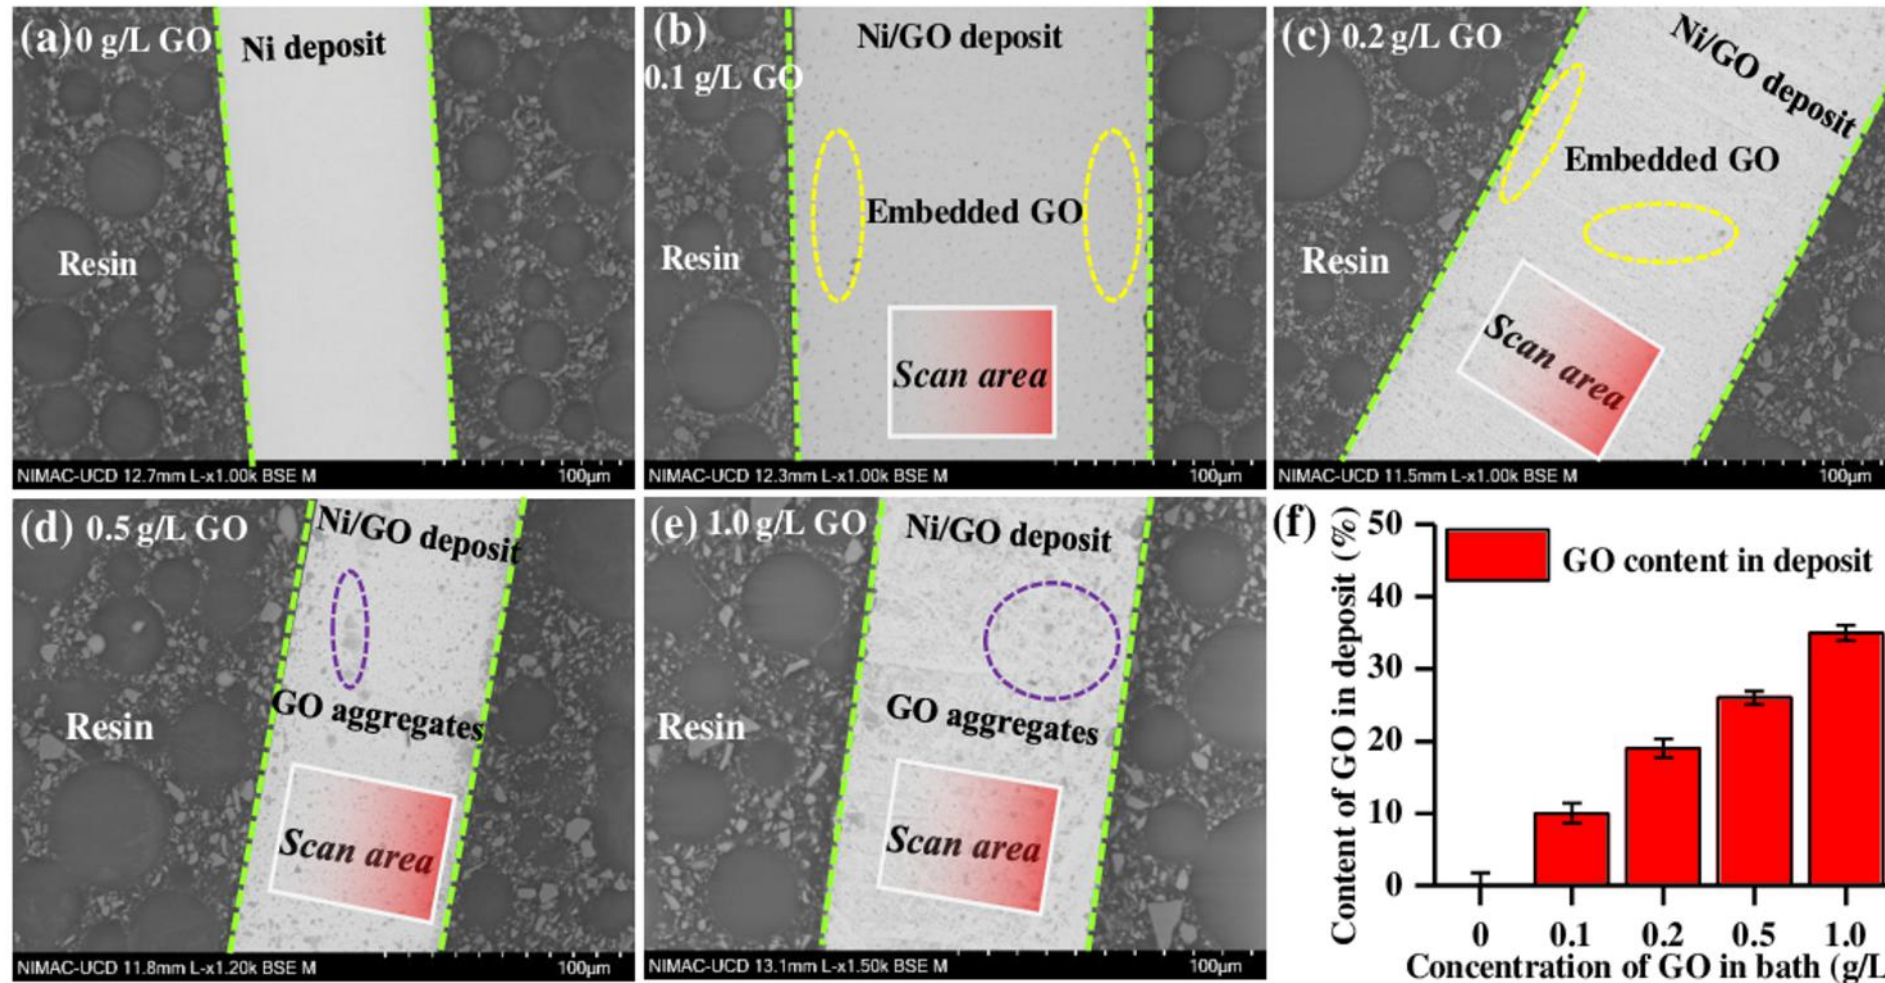 (a) 0 g/L GO
Ni deposit
Resin
NIMAC-UCD 12.7mm L-x1.00k BSE M
100µm
(b)
0.1 g/L GO
Ni/GO deposit
Embedded GO
Resin
Scan area
NIMAC-UCD 12.3mm L-x1.00k BSE M
100µm
(c) 0.2 g/L GO
Ni/GO deposit
Embedded GO
Resin
Scan area
NIMAC-UCD 11.5mm L-x1.00k BSE M
100µm
(d) 0.5 g/L GO
Ni/GO deposit
GO aggregates
Resin
Scan area
NIMAC-UCD 11.8mm L-x1.20k BSE M
100µm
(e) 1.0 g/L GO
Ni/GO deposit
GO aggregates
Resin
Scan area
NIMAC-UCD 13.1mm L-x1.50k BSE M
100µm
(f)
Content of GO in deposit (%)
50
40
30
20
10
0
GO content in deposit
0 0.1 0.2 0.5 1.0
Concentration of GO in bath (g/L